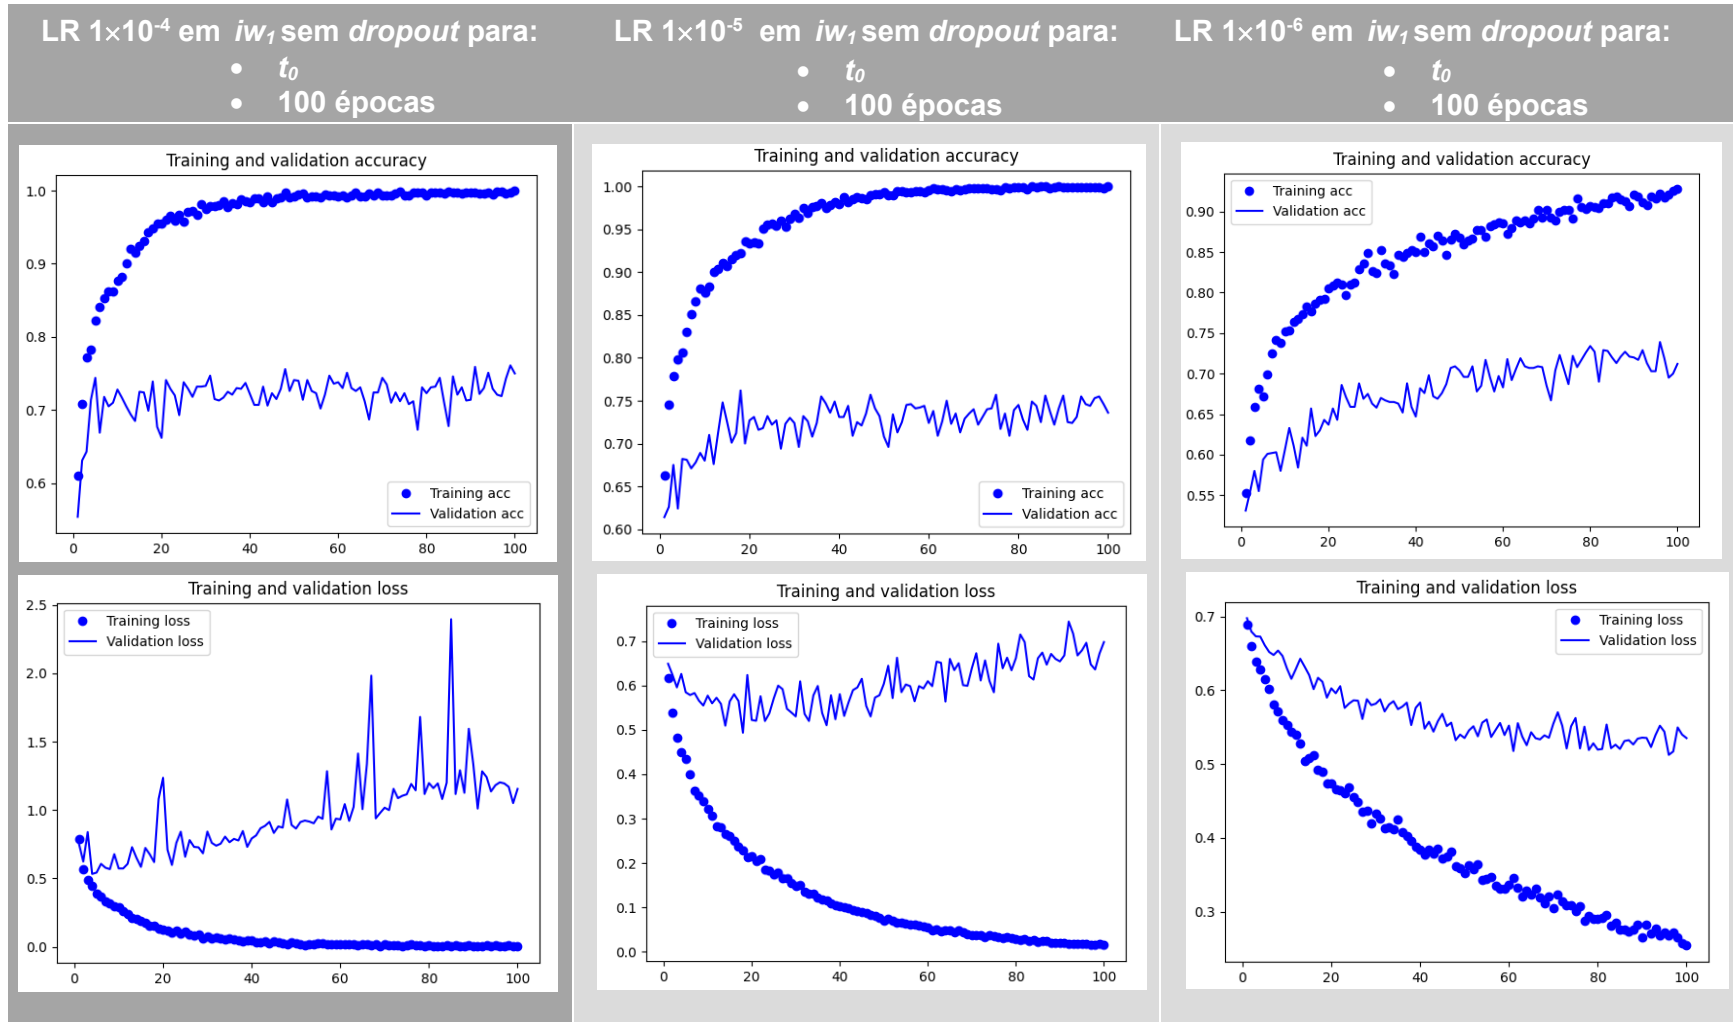 LR 1×10-4 em iw1 sem dropout para:
• t0
• 100 épocas
LR 1×10-5 em iw1 sem dropout para:
• t0
• 100 épocas
LR 1×10-6 em iw1 sem dropout para:
• t0
• 100 épocas
Training and validation accuracy
1.0
0.9
0.8
0.7
0.6
Training acc
Validation acc
0 20 40 60 80 100
Training and validation accuracy
1.00
0.95
0.90
0.85
0.80
0.75
0.70
0.65
0.60
Training acc
Validation acc
0 20 40 60 80 100
Training and validation accuracy
Training acc
Validation acc
0.90
0.85
0.80
0.75
0.70
0.65
0.60
0.55
0 20 40 60 80 100
Training and validation loss
2.5
Training loss
Validation loss
2.0
1.5
1.0
0.5
0.0
0 20 40 60 80 100
Training and validation loss
Training loss
Validation loss
0.7
0.6
0.5
0.4
0.3
0.2
0.1
0.0
0 20 40 60 80 100
Training and validation loss
0.7
Training loss
Validation loss
0.6
0.5
0.4
0.3
0 20 40 60 80 100